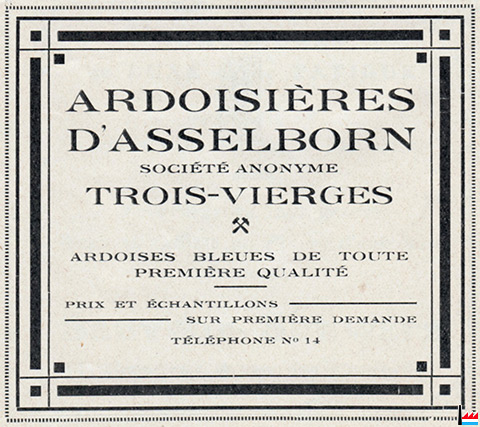 ARDOISIÈRES
D'ASSELBORN
SOCIÉTÉ ANONYME
TROIS-VIERGES
ARDOISES BLEUES DE TOUTE
PREMIÈRE QUALITÉ
PRIX ET ÉCHANTILLONS
SUR PREMIÈRE DEMANDE
TÉLÉPHONE Nº 14